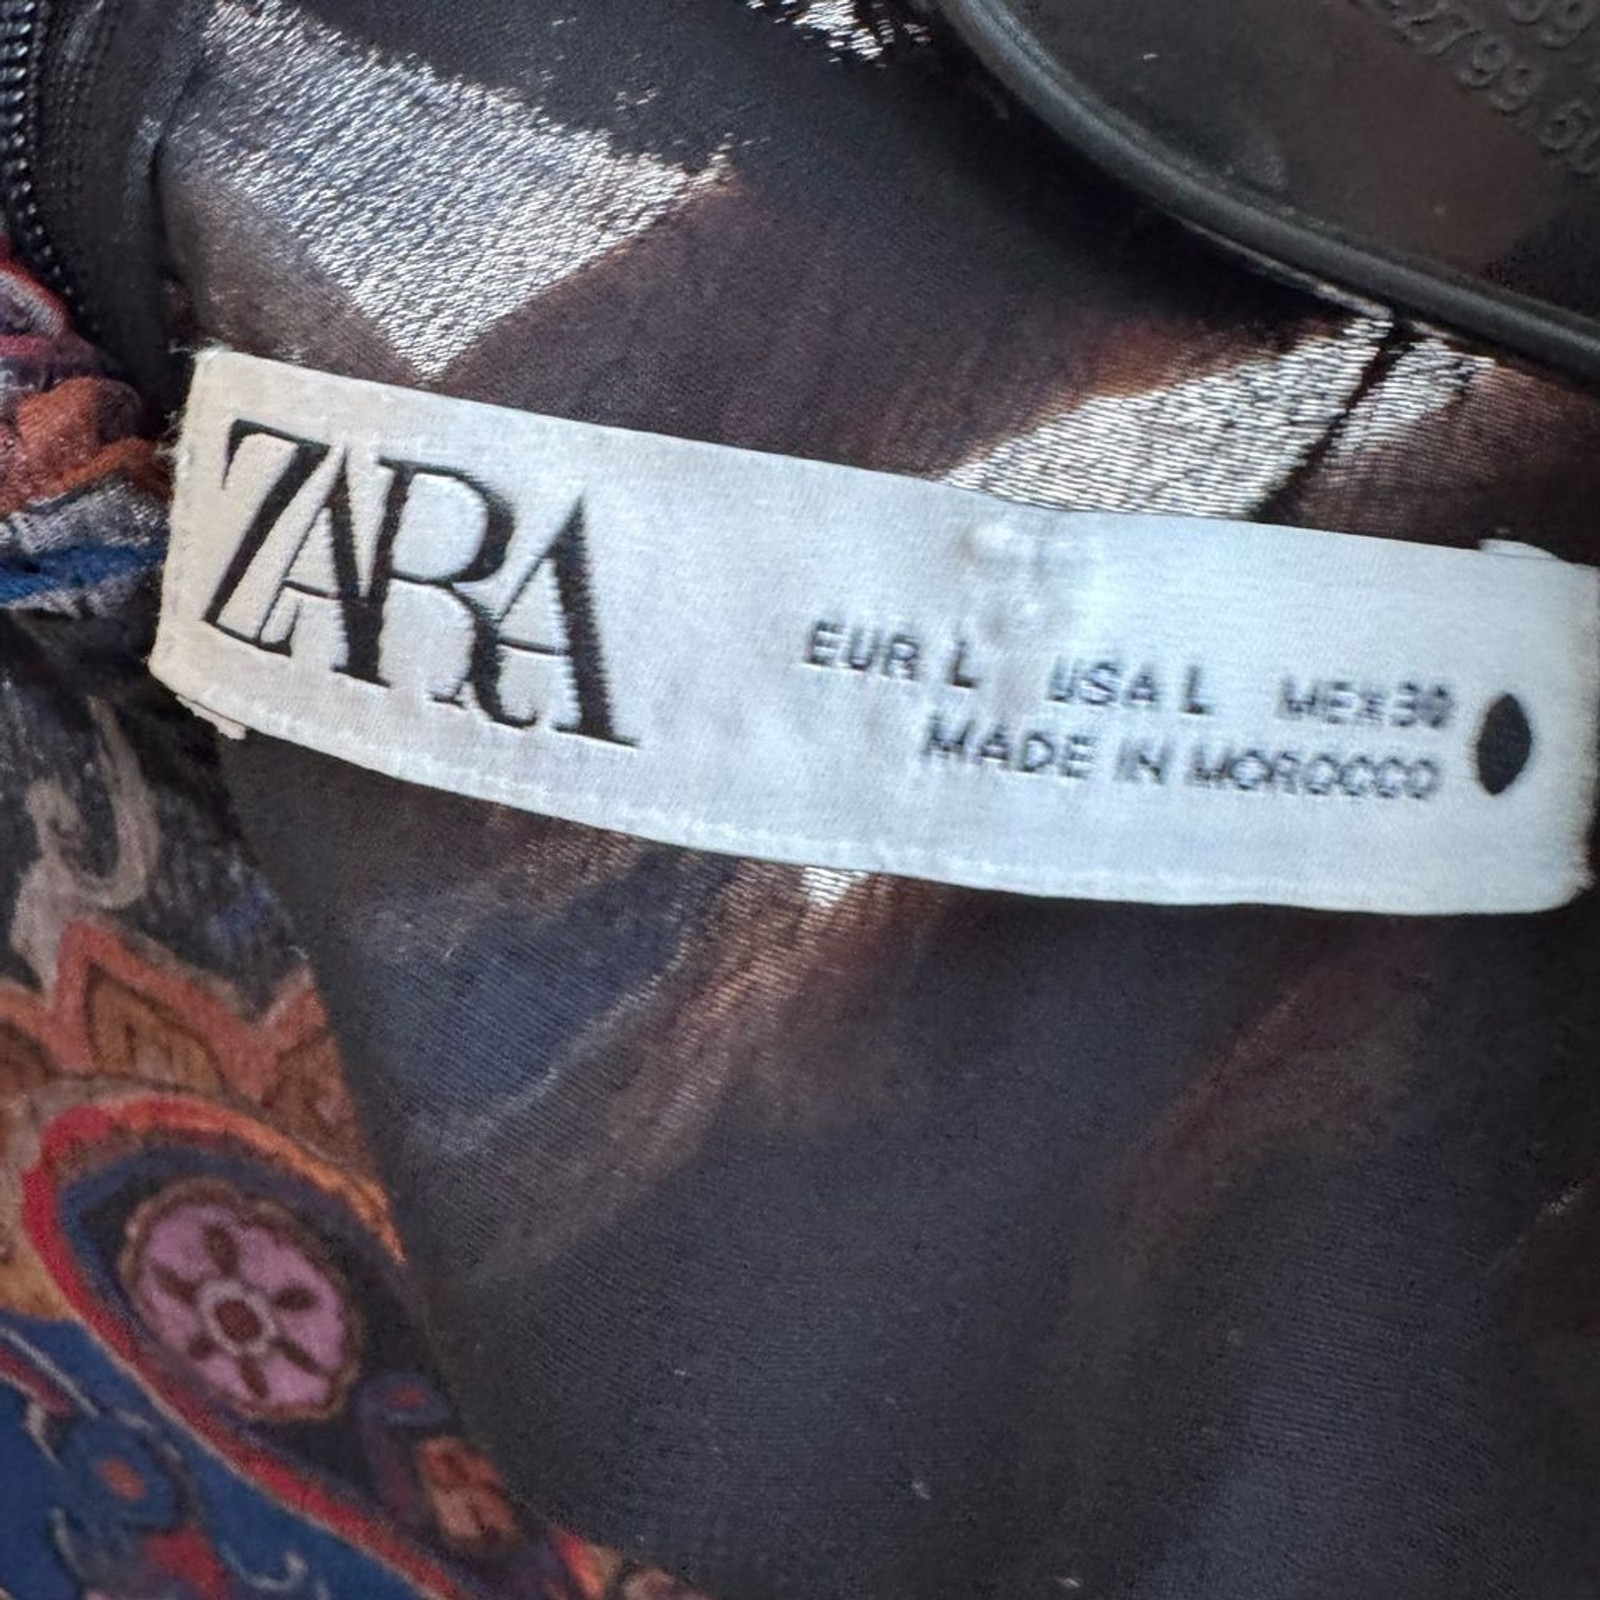 ZARA
EUR L USA L MEX 30
MADE IN MOROCCO